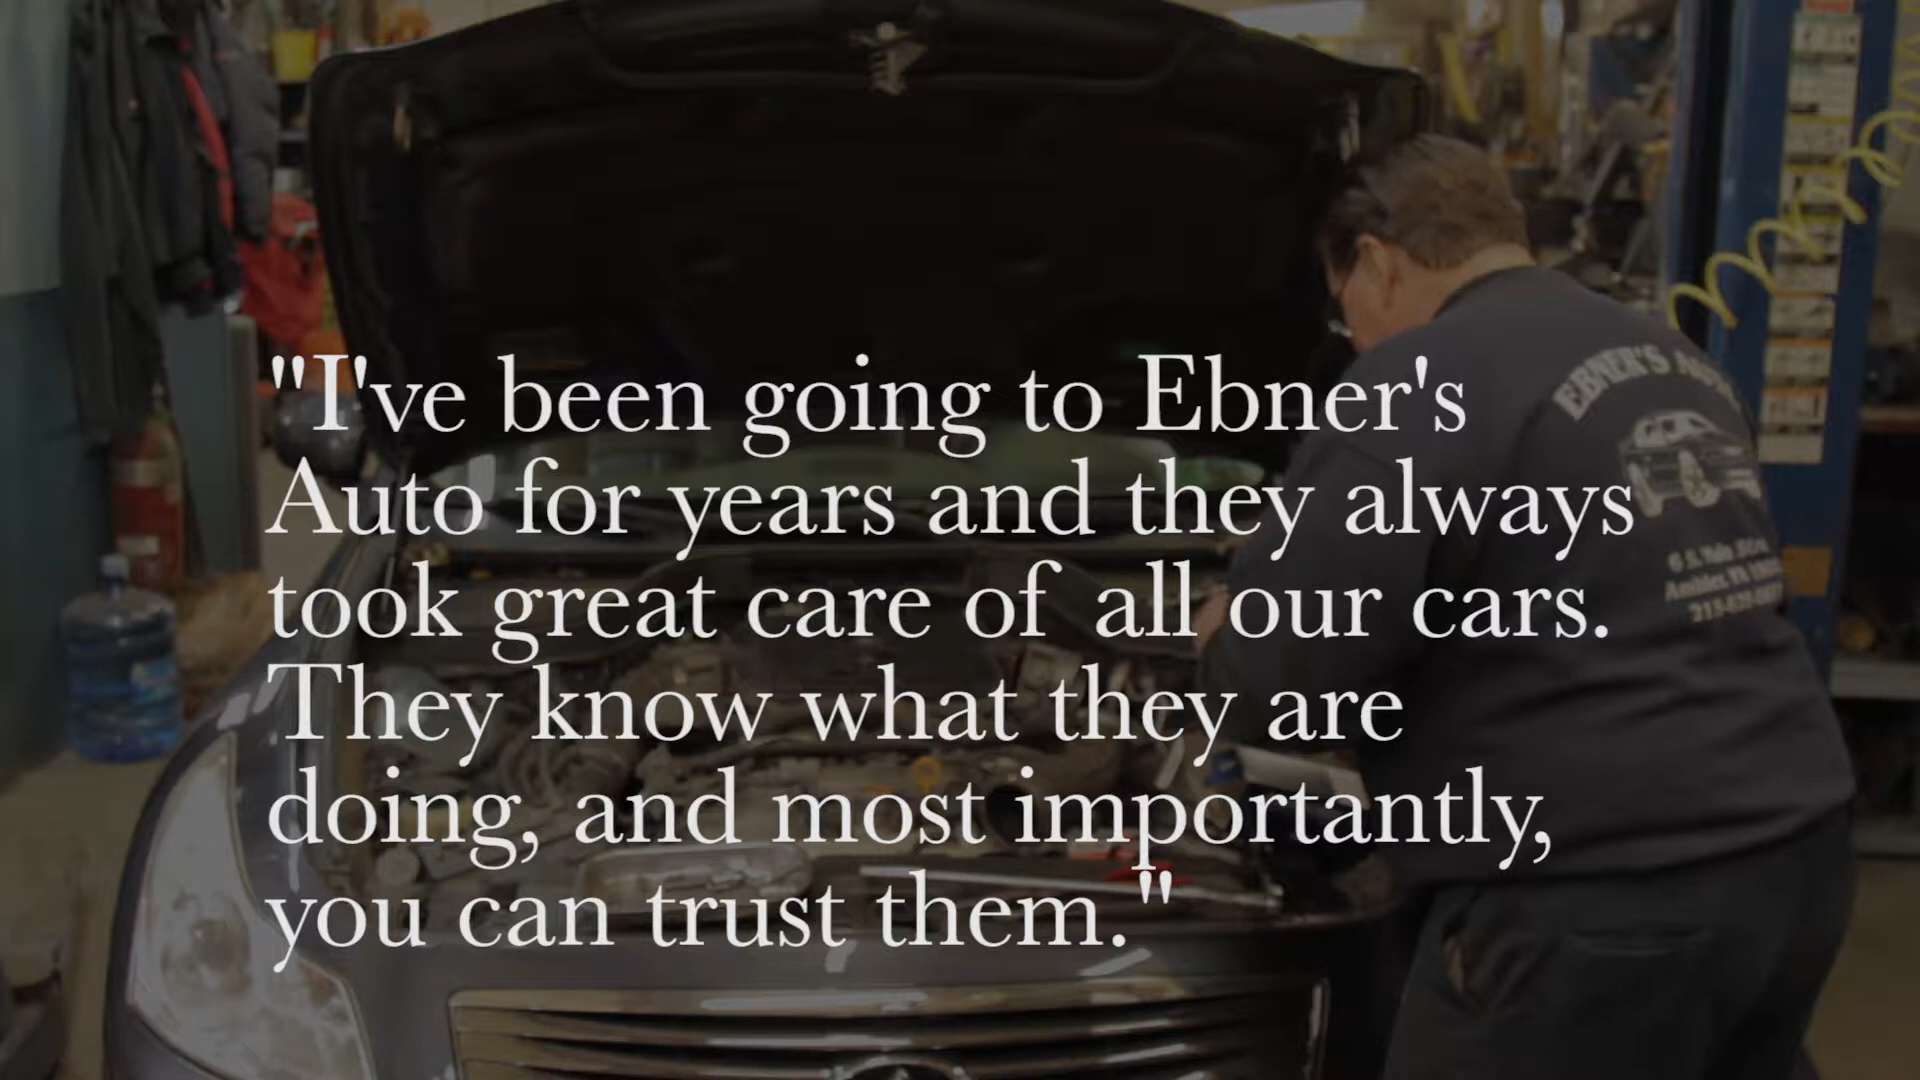 "I've been going to Ebner's
Auto for years and they always
took great care of all our cars.
They know what they are
doing, and most importantly,
you can trust them."
EBNER'S